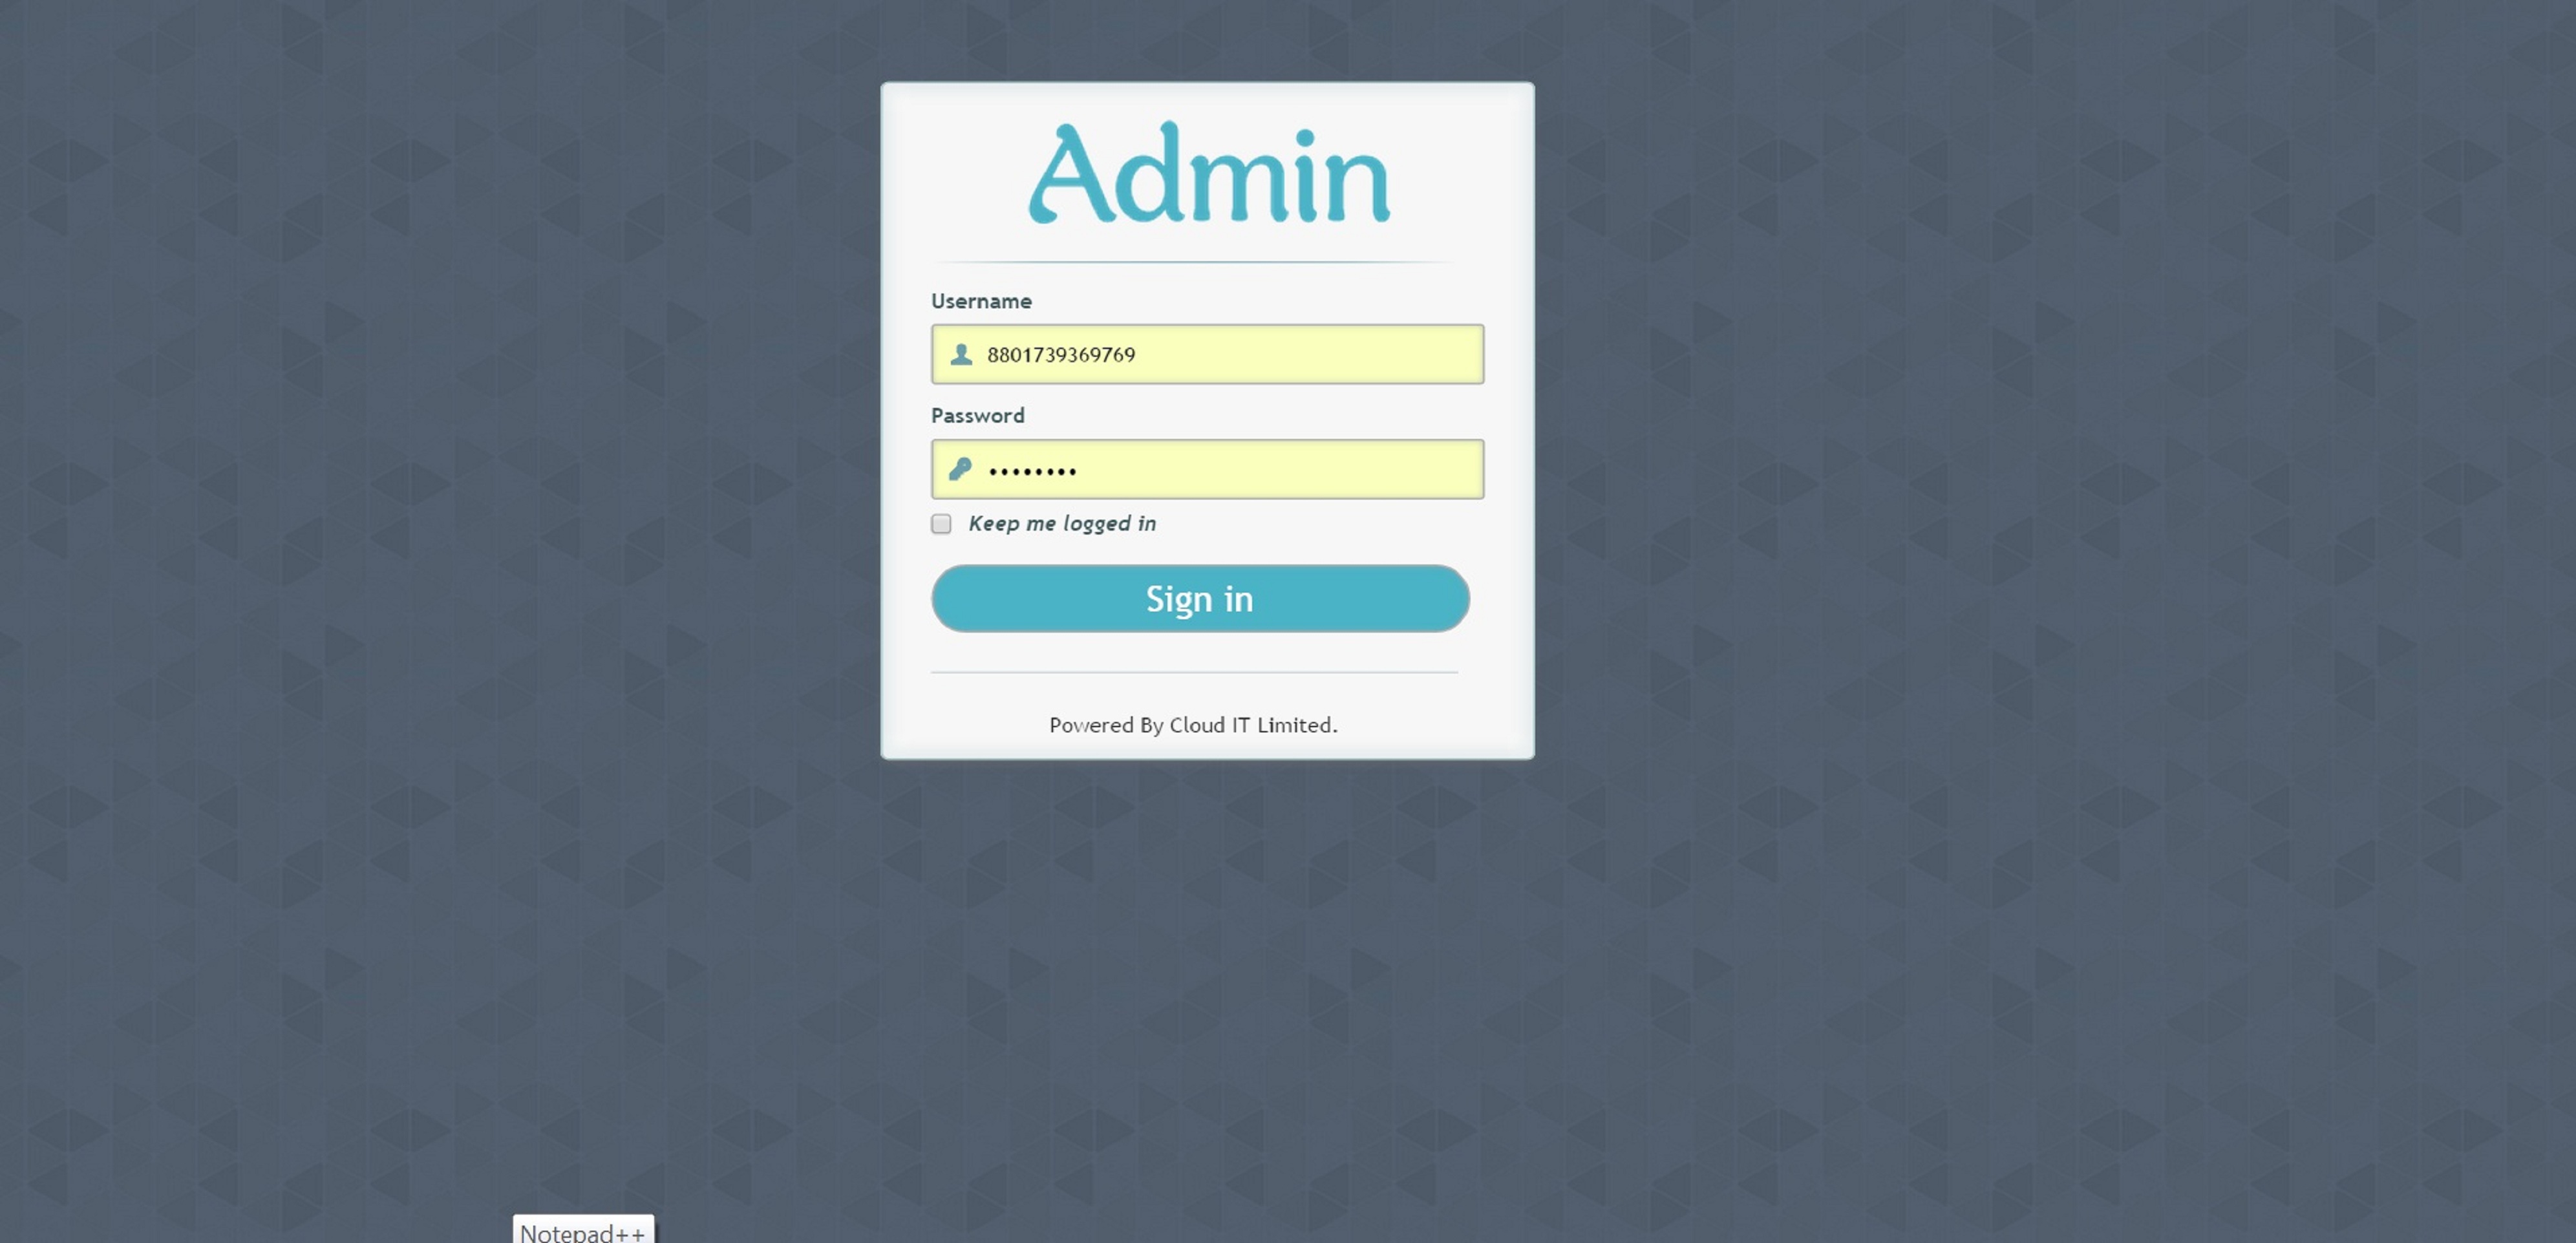 Admin
Username
8801739369769
Password
••••••••
Keep me logged in
Sign in
Powered By Cloud IT Limited.
Notepad++